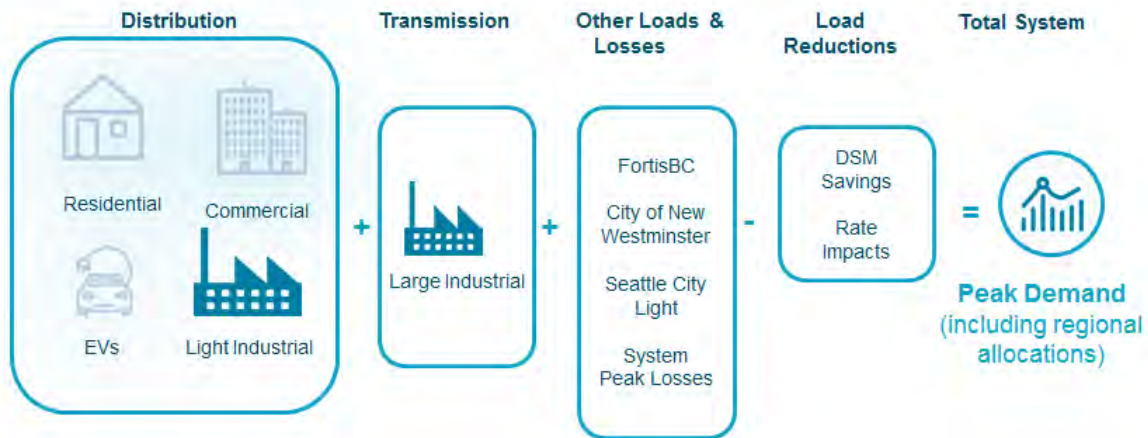 Distribution
Transmission
Other Loads &
Losses
Load
Reductions
Total System
Residential
Commercial
EVs
Light Industrial
+
Large Industrial
+
FortisBC
City of New
Westminster
Seattle City
Light
System
Peak Losses
-
DSM
Savings
Rate
Impacts
=
Peak Demand
(including regional
allocations)